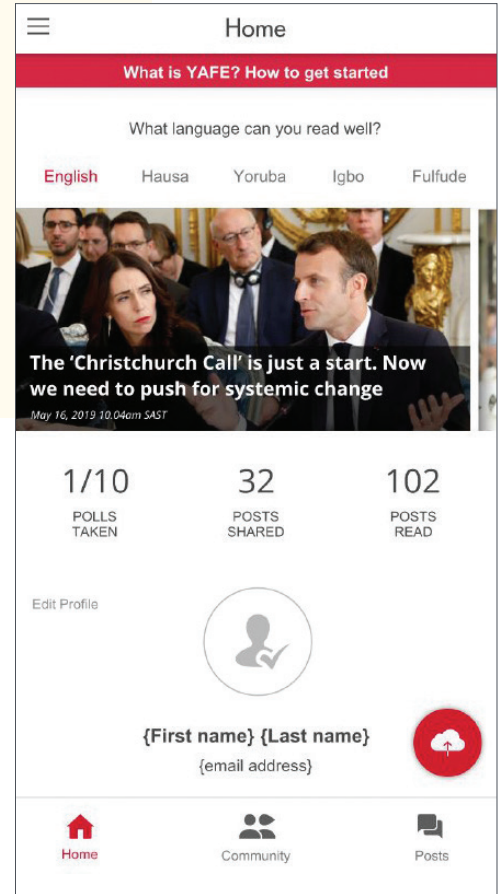 Home
What is YAFE? How to get started
What language can you read well?
English Hausa Yoruba Igbo Fulfude
The ‘Christchurch Call’ is just a start. Now
we need to push for systemic change
May 16, 2019 10.04am SAST
1/10 32 102
POLLS TAKEN POSTS SHARED POSTS READ
Edit Profile
{First name} {Last name}
{email address}
Home Community Posts